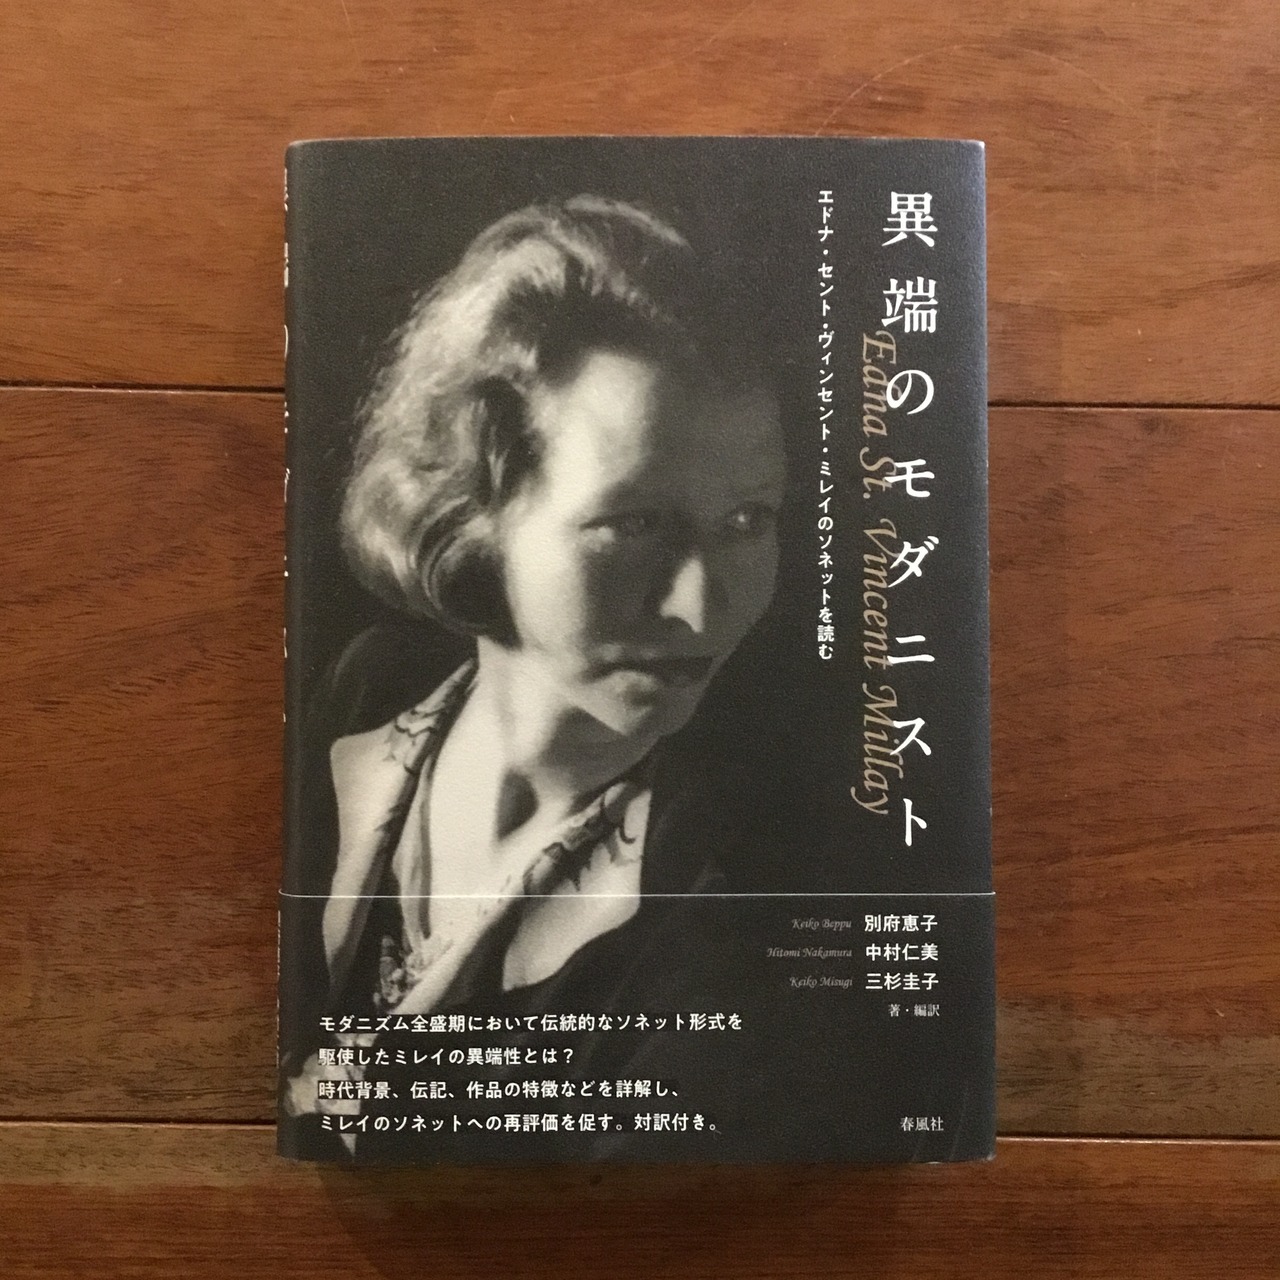 異端のモダニスト
Edna St. Vincent Millay
エドナ・セント・ヴィンセント・ミレイのソネットを読む
Keiko Beppu 別府恵子
Hitomi Nakamura 中村仁美
Keiko Misugi 三杉圭子
著・編訳
モダニズム全盛期において伝統的なソネット形式を
駆使したミレイの異端性とは？
時代背景、伝記、作品の特徴などを詳解し、
ミレイのソネットへの再評価を促す。対訳付き。
春風社